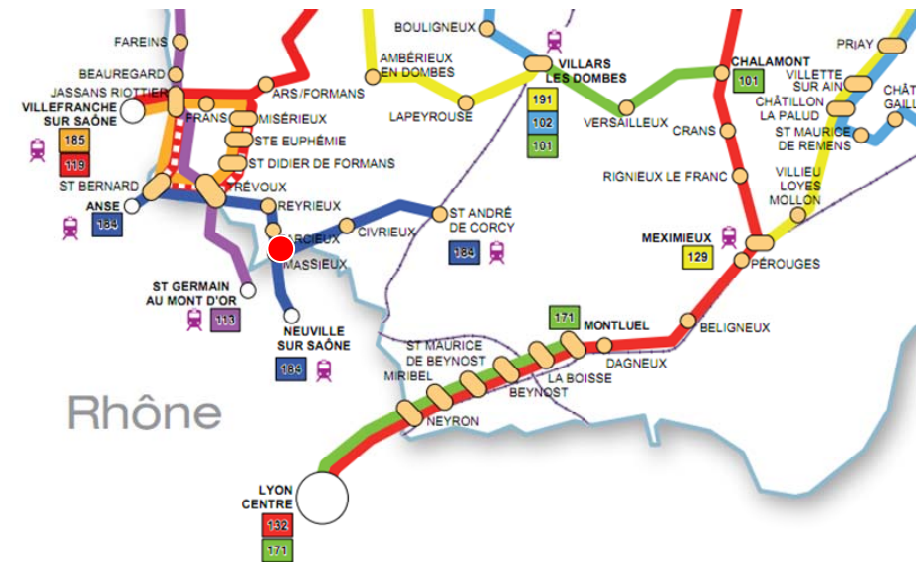 BOULIGNEUX
FAREINS
PRIAY
AMBÉRIEUX
EN DOMBES
VILLARS
LES DOMBES
CHALAMONT
101
BEAUREGARD
VILLETTE
SUR AIN
JASSANS RIOTTIER
ARS/FORMANS
VILLEFRANCHE
SUR SAÔNE
FRANS
MISÉRIEUX
LAPEYROUSE
191
102
101
VERSAILLEUX
CHÂTILLON
LA PALUD
185
119
STE EUPHÉMIE
CRANS
ST MAURICE
DE REMENS
ST DIDIER DE FORMANS
RIGNIEUX LE FRANC
VILLIEU
LOYES
MOLLON
ST BERNARD
TRÉVOUX
ANSE
184
REYRIEUX
CIVRIEUX
ST ANDRÉ
DE CORCY
184
MASSIEUX
MEXIMIEUX
129
PÉROUGES
ST GERMAIN
AU MONT D'OR
113
NEUVILLE
SUR SAÔNE
184
171
MONTLUEL
BELIGNEUX
ST MAURICE
DE BEYNOST
MIRIBEL
DAGNEUX
LA BOISSE
BEYNOST
NEYRON
Rhône
LYON
CENTRE
132
171